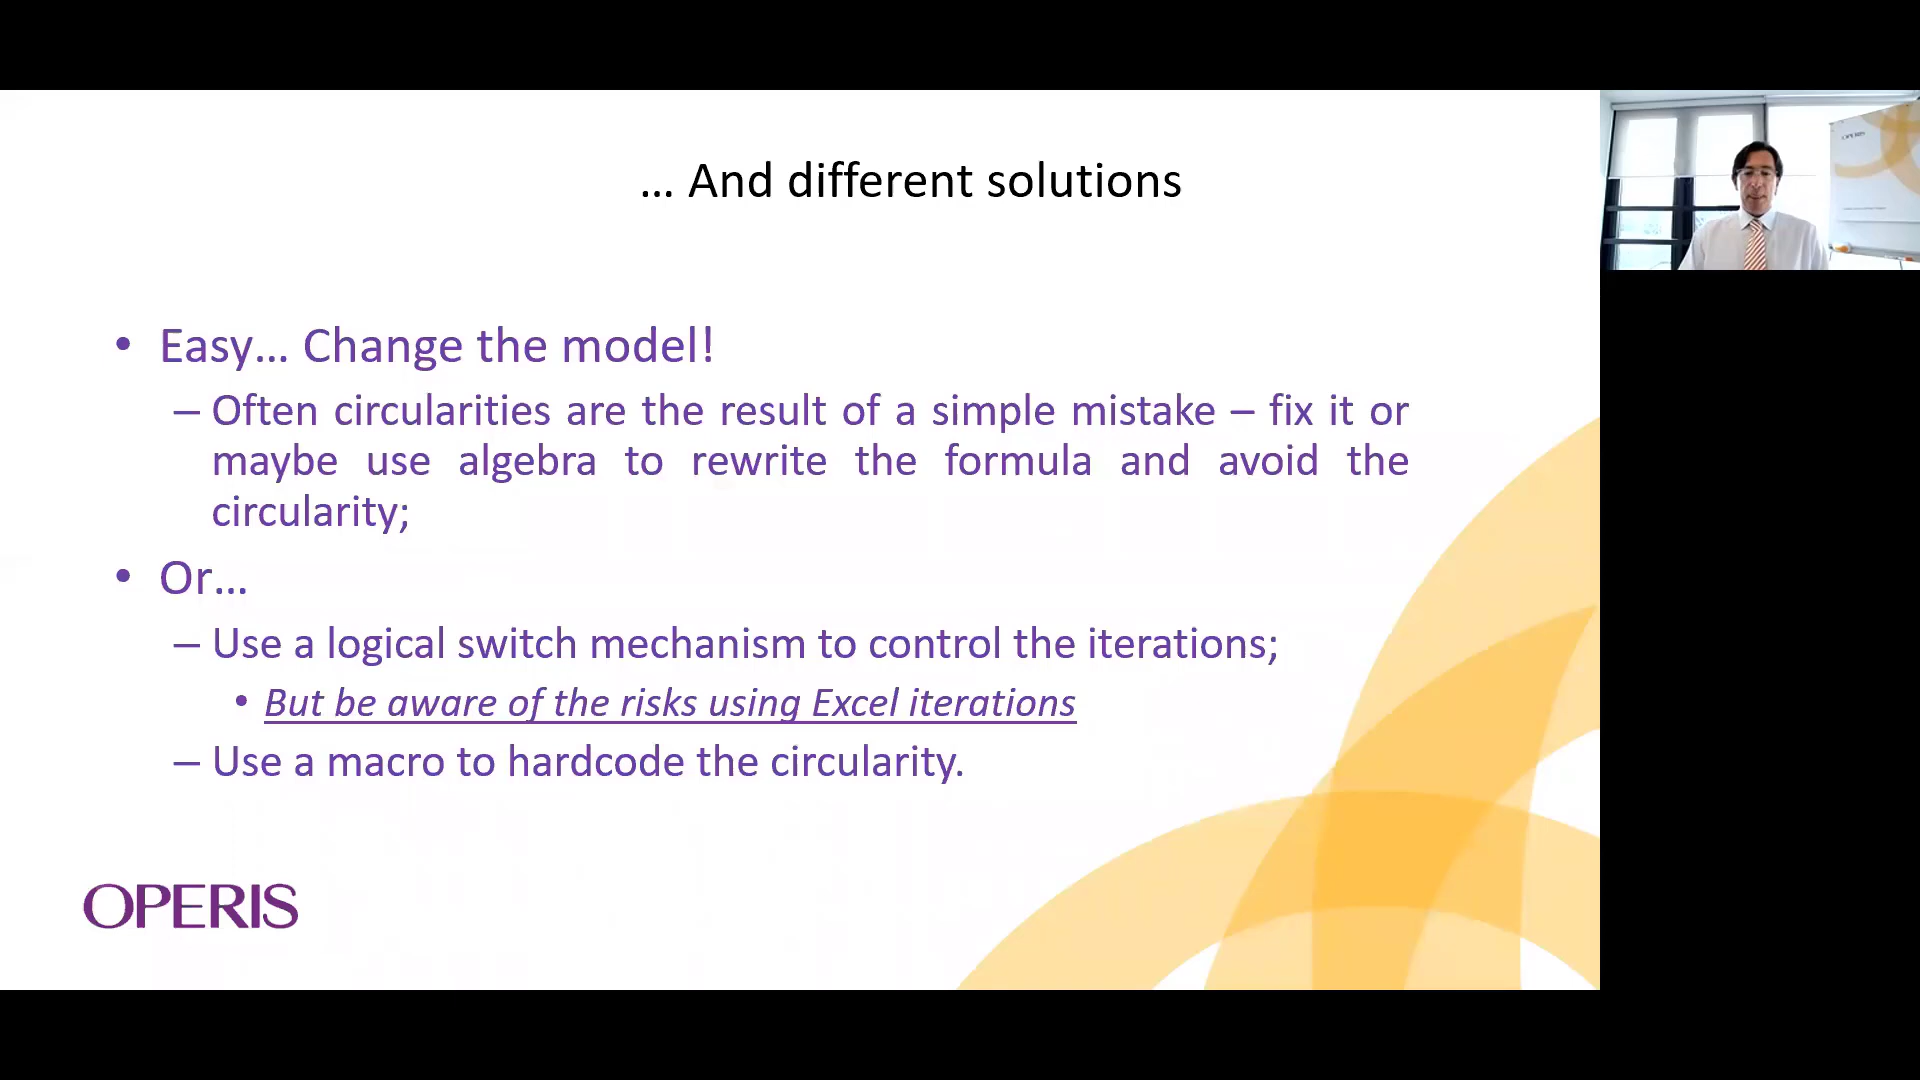 … And different solutions
• Easy… Change the model!
– Often circularities are the result of a simple mistake – fix it or
maybe use algebra to rewrite the formula and avoid the
circularity;
• Or…
– Use a logical switch mechanism to control the iterations;
• But be aware of the risks using Excel iterations
– Use a macro to hardcode the circularity.
OPERIS
OPERIS